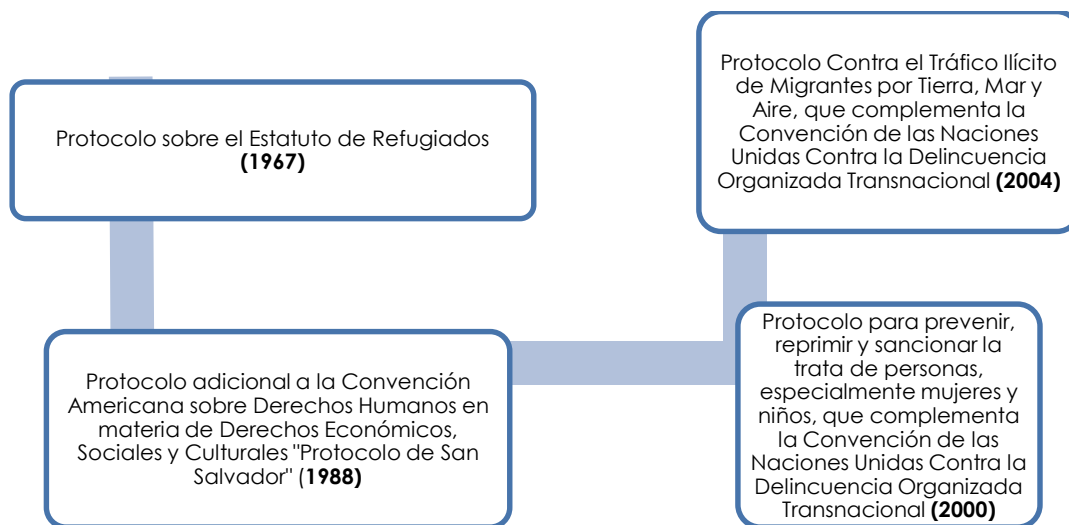 Protocolo sobre el Estatuto de Refugiados
(1967)
Protocolo adicional a la Convención
Americana sobre Derechos Humanos en
materia de Derechos Económicos,
Sociales y Culturales "Protocolo de San
Salvador" (1988)
Protocolo para prevenir,
reprimir y sancionar la
trata de personas,
especialmente mujeres y
niños, que complementa
la Convención de las
Naciones Unidas Contra la
Delincuencia Organizada
Transnacional (2000)
Protocolo Contra el Tráfico Ilícito
de Migrantes por Tierra, Mar y
Aire, que complementa la
Convención de las Naciones
Unidas Contra la Delincuencia
Organizada Transnacional (2004)